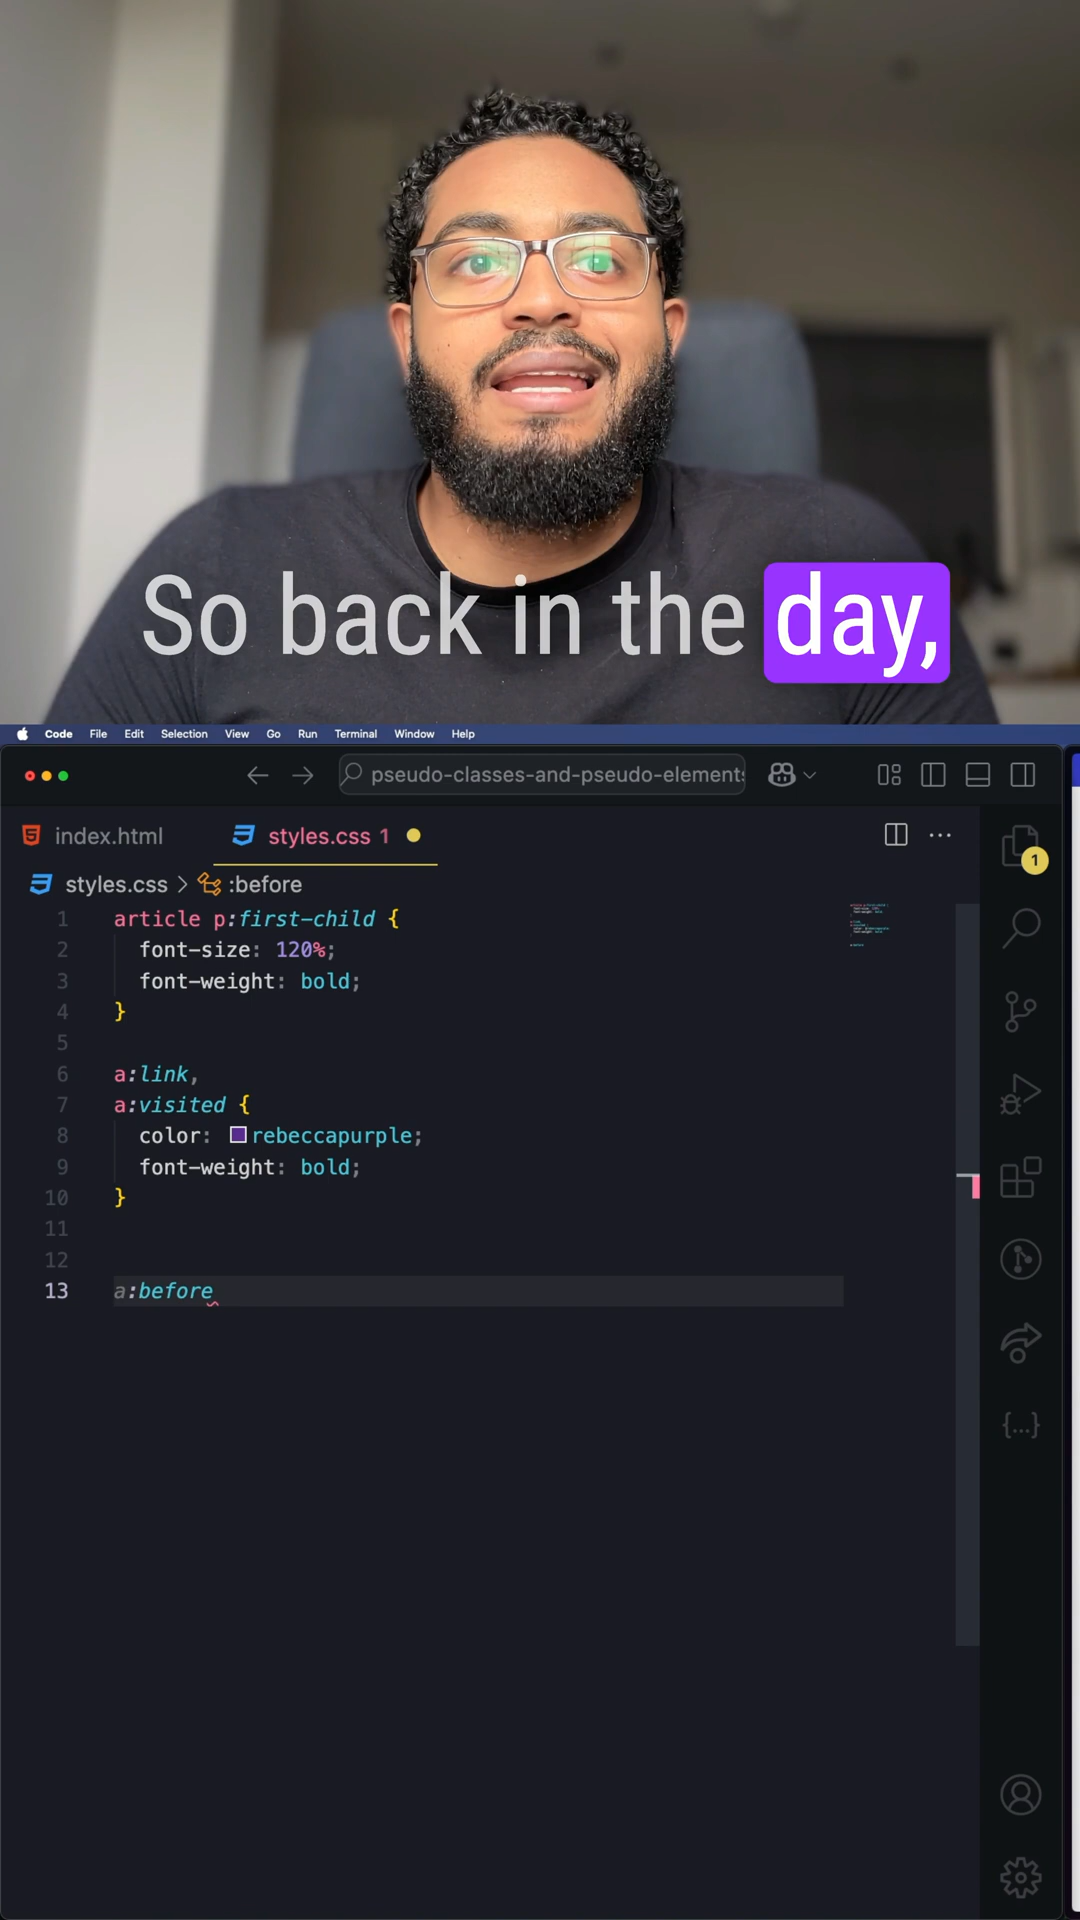 So back in the day,
Code File Edit Selection View Go Run Terminal Window Help
pseudo-classes-and-pseudo-elements
index.html
styles.css 1
styles.css > :before
1
1 article p:first-child {
2 font-size: 120%;
3 font-weight: bold;
4 }
5
6 a:link,
7 a:visited {
8 color: rebeccapurple;
9 font-weight: bold;
10 }
11
12
13 a:before